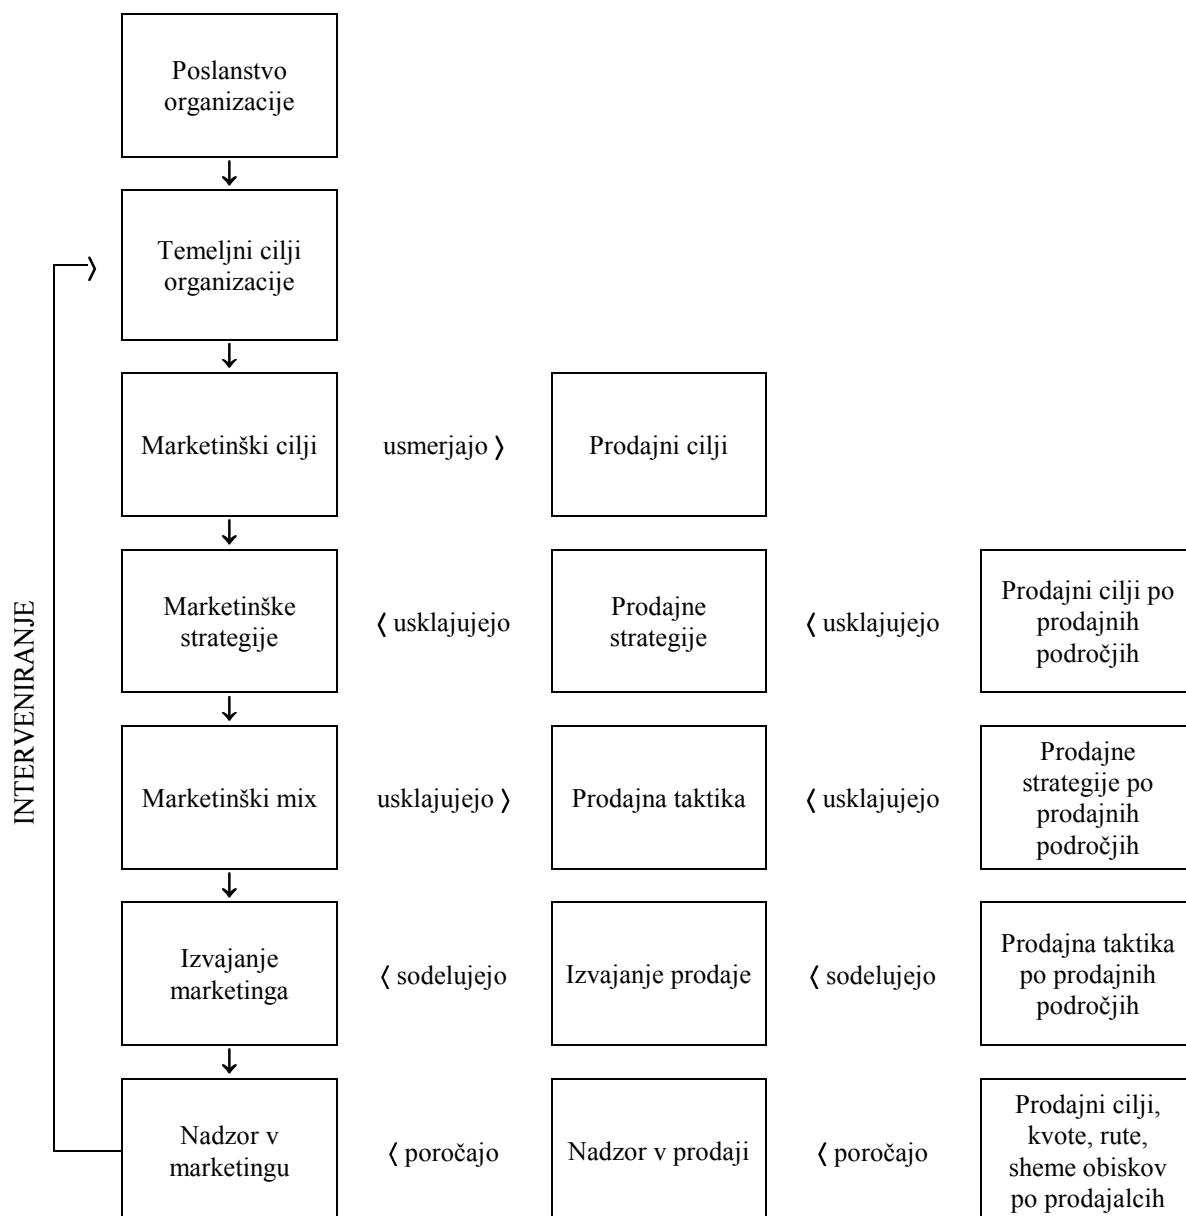 Poslanstvo
organizacije
Temeljni cilji
organizacije
Marketinški cilji
usmerjajo ⟩
Prodajni cilji
Marketinške
strategije
⟨ usklajujejo
Prodajne
strategije
⟨ usklajujejo
Prodajni cilji po
prodajnih
področjih
Marketinški mix
usklajujejo ⟩
Prodajna taktika
⟨ usklajujejo
Prodajne
strategije po
prodajnih
področjih
Izvajanje
marketinga
⟨ sodelujejo
Izvajanje prodaje
⟨ sodelujejo
Prodajna taktika
po prodajnih
področjih
Nadzor v
marketingu
⟨ poročajo
Nadzor v prodaji
⟨ poročajo
Prodajni cilji,
kvote, rute,
sheme obiskov
po prodajalcih
INTERVENIRANJE